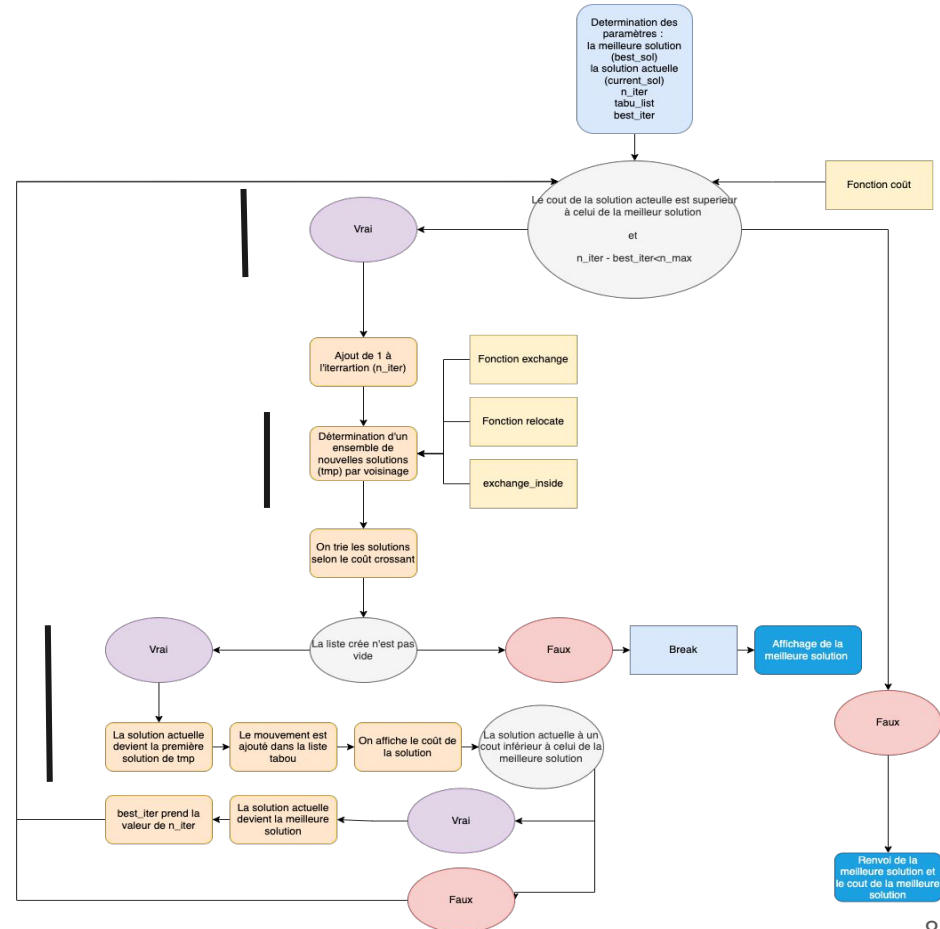 Determination des
paramètres :
la meilleure solution
(best_sol)
la solution actuelle
(current_sol)
n_iter
tabu_list
best_iter
Fonction coût
Le cout de la solution acteulle est superieur
à celui de la meilleur solution
et
n_iter - best_iter<n_max
Vrai
Ajout de 1 à
l'iterrartion (n_iter)
Fonction exchange
Fonction relocate
exchange_inside
Détermination d'un
ensemble de
nouvelles solutions
(tmp) par voisinage
On trie les solutions
selon le coût crossant
Vrai
La liste crée n'est pas
vide
Faux
Break
Affichage de la
meilleure solution
Faux
La solution actuelle
devient la première
solution de tmp
Le mouvement est
ajouté dans la liste
tabou
On affiche le coût de
la solution
La solution actuelle à un
cout inférieur à celui de la
meilleure solution
best_iter prend la
valeur de n_iter
La solution actuelle
devient la meilleure
solution
Vrai
Faux
Renvoi de la
meilleure solution et
le cout de la meilleure
solution